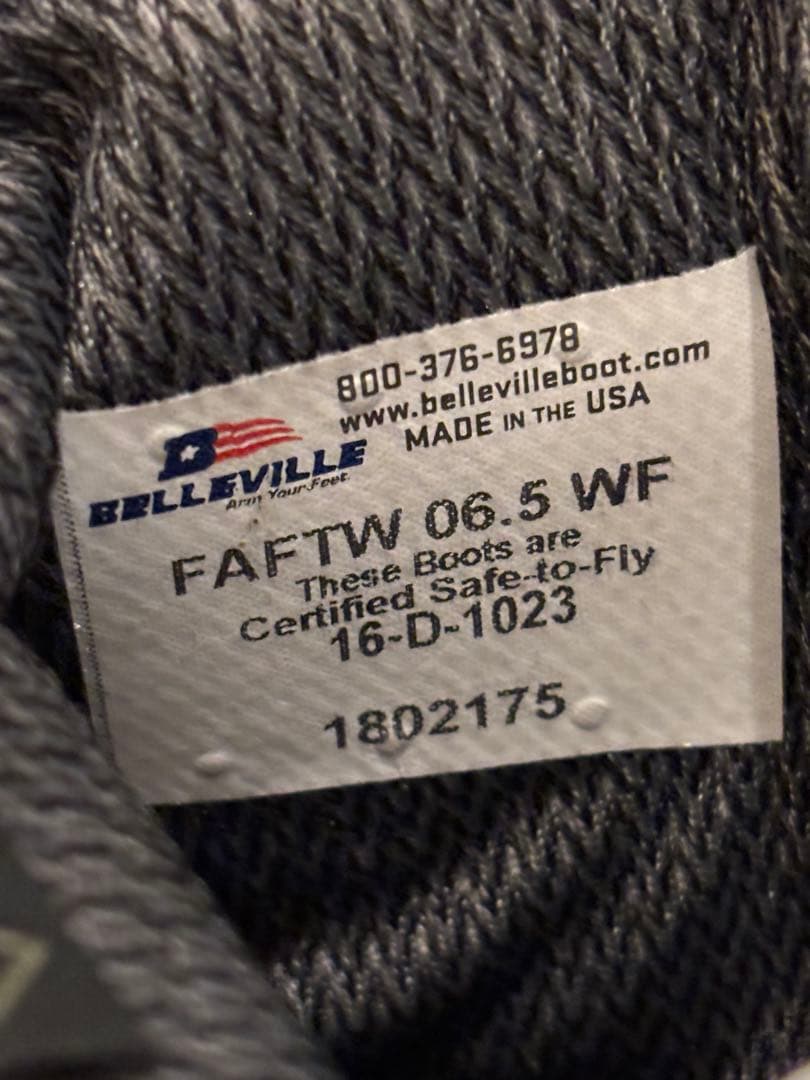 800-376-6978
www.bellevilleboot.com
MADE IN THE USA
B
BELLEVILLE
Arm Your Feet.
FAFTW 06.5 WF
These Boots are
Certified Safe-to-Fly
16-D-1023
1802175